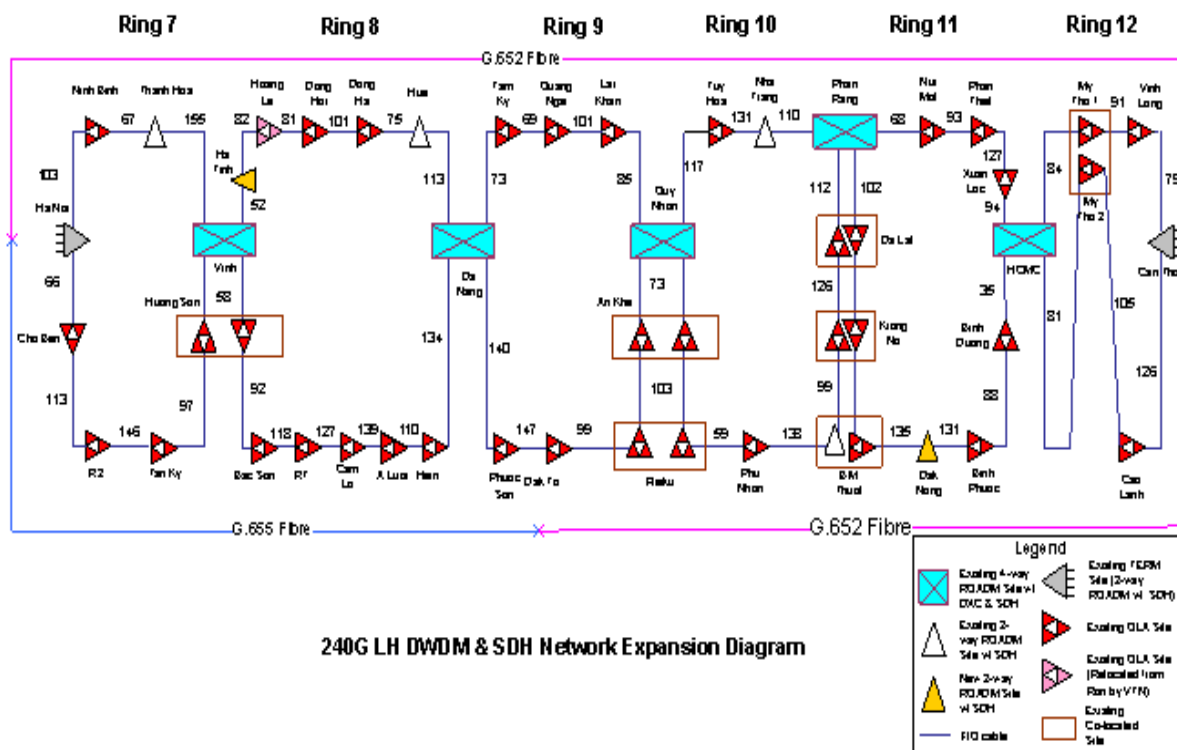 Ring 7
Ring 8
Ring 9
Ring 10
Ring 11
Ring 12
G.652 Fibre
Ninh Binh
Thanh Hoa
Hoang
Dong
Hoi
Dong
Ha
Hue
Tam
Ky
Quang
Ngai
Lai
Khan
Tuy
Hoa
Nha
Trang
Phan
Rang
Nui
Phan
My
Tho 1
Vinh
Long
67
155
82
81
101
75
69
101
131
110
68
93
91
Ha
Tinh
103
52
113
73
85
117
112
102
127
Xuan
Loc
84
My
Tho 2
75
Ha Noi
Vinh
Da
Nang
Quy
Nhon
Da Lat
94
HCMC
Can Tho
66
Huong Son
58
An Khe
73
126
35
105
Cho Ben
134
140
Krong
No
Binh
Duong
81
113
97
92
103
99
88
126
146
118
127
139
110
147
99
59
138
135
131
R2
Tan Ky
Bac Son
Cam
Lo
A Luoi
Hien
Phuoc
Son
Dak To
Pleiku
Phu
Nhon
BM
Thuot
Dak
Nong
Binh
Phuoc
Cao
Lanh
G.655 Fibre
G.652 Fibre
Legend
Existing 4-way
ROADM Site w/
DXC & SDH
Existing TERM
Site (2-way
ROADM w/ SDH)
Existing 2-
way ROADM
Site w/ SDH
Existing OLA Site
New 2-way
ROADM Site
w/ SDH
Existing OLA Site
(Relocated from
Ron by VTN)
F/O cable
Existing
Co-located
Site
240G LH DWDM & SDH Network Expansion Diagram